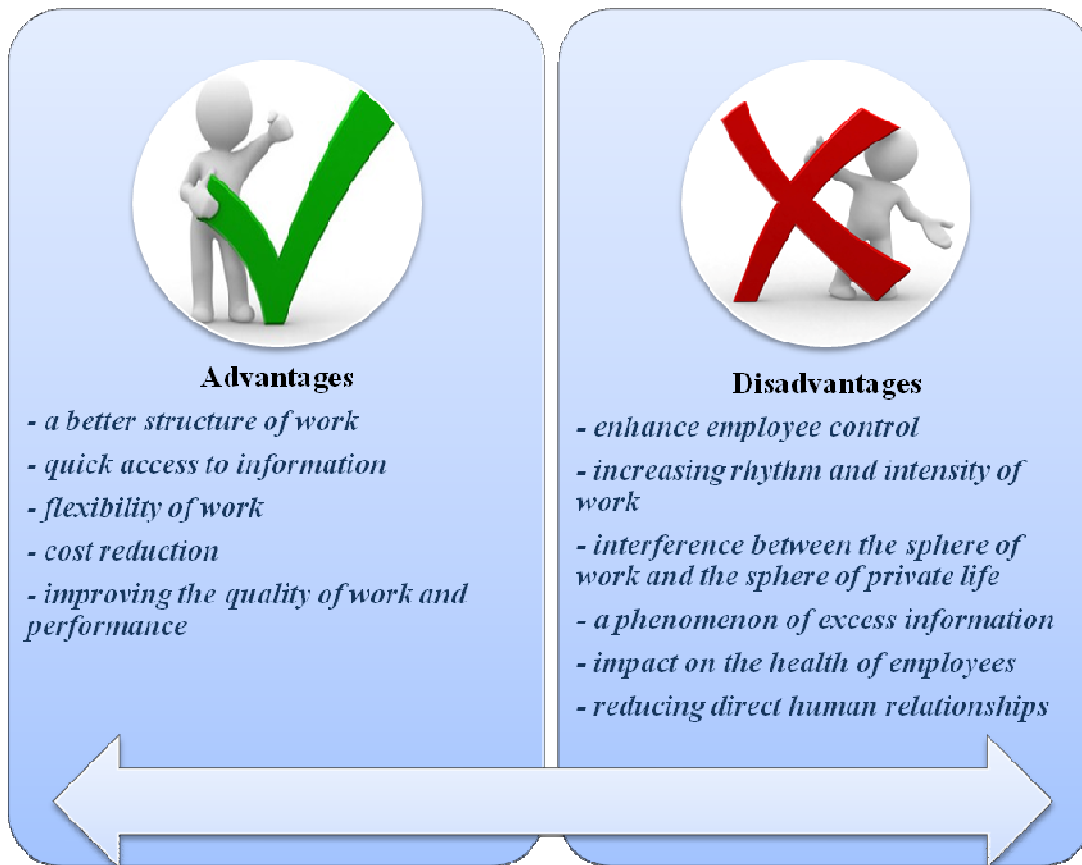 Advantages
- a better structure of work
- quick access to information
- flexibility of work
- cost reduction
- improving the quality of work and
performance
Disadvantages
- enhance employee control
- increasing rhythm and intensity of
work
- interference between the sphere of
work and the sphere of private life
- a phenomenon of excess information
- impact on the health of employees
- reducing direct human relationships